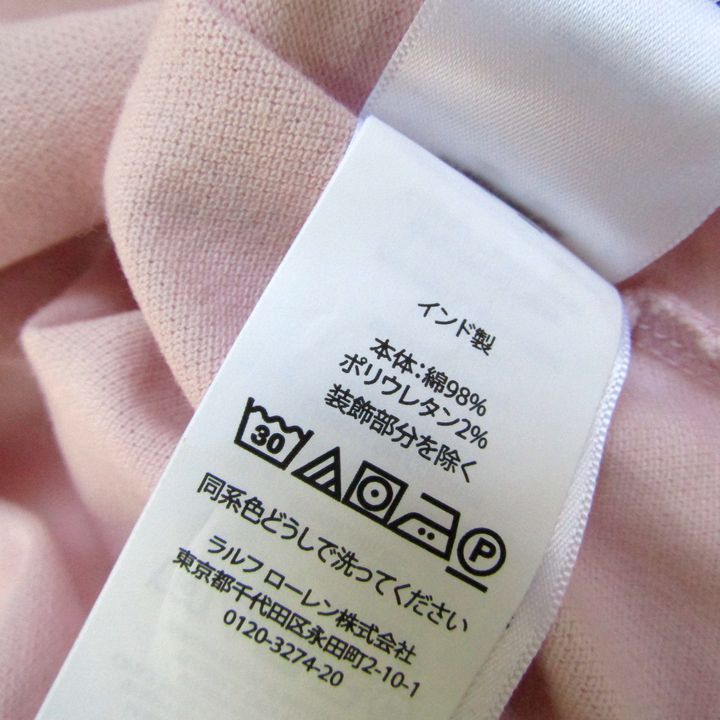 インド製
本体：綿98%
ポリウレタン2%
装飾部分を除く
30 P
同系色どうしで洗ってください
ラルフ ローレン株式会社
東京都千代田区永田町2-10-1
0120-3274-20